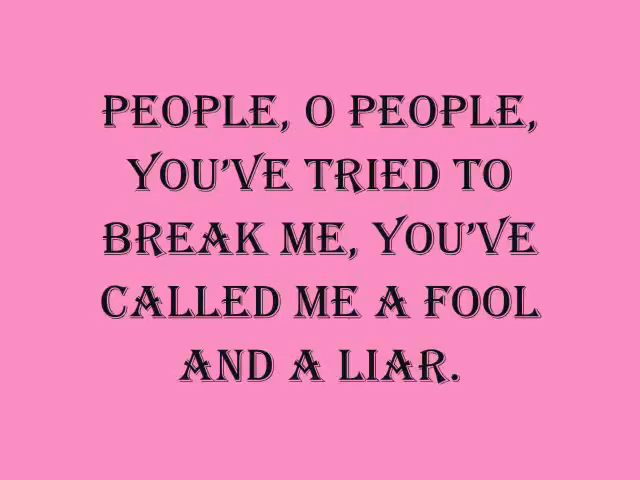 PEOPLE, O PEOPLE,
YOU’VE TRIED TO
BREAK ME, YOU’VE
CALLED ME A FOOL
AND A LIAR.